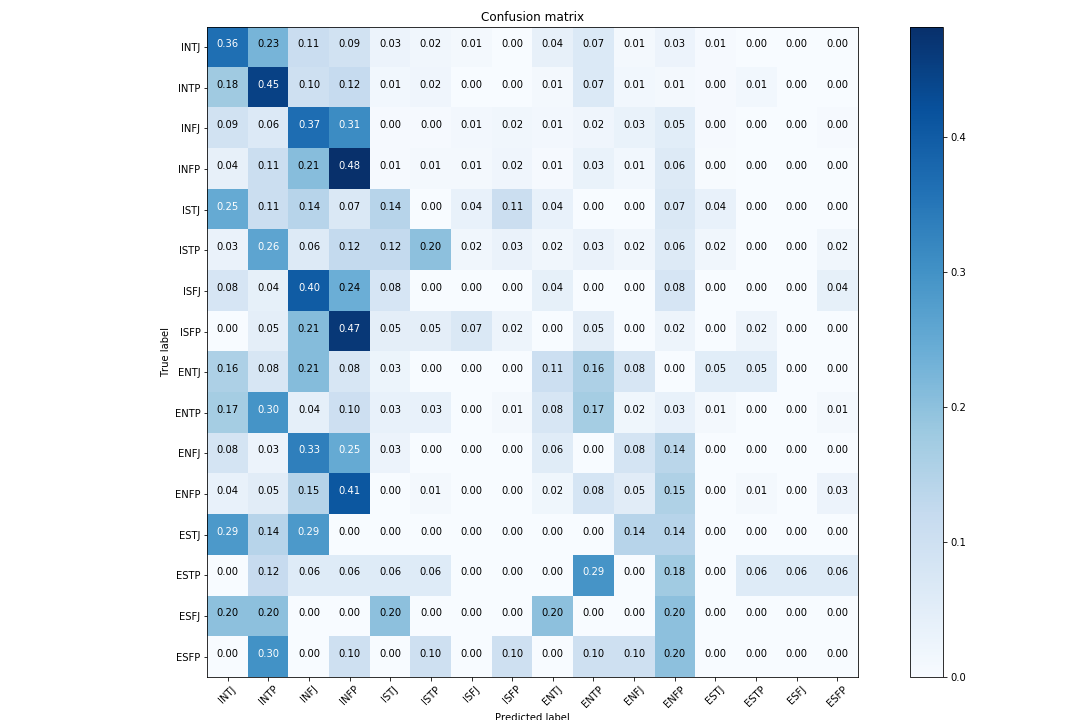 Confusion matrix
INTJ 0.36 0.23 0.11 0.09 0.03 0.02 0.01 0.00 0.04 0.07 0.01 0.03 0.01 0.00 0.00 0.00
INTP 0.18 0.45 0.10 0.12 0.01 0.02 0.00 0.00 0.01 0.07 0.01 0.01 0.00 0.01 0.00 0.00
0.4
INFJ 0.09 0.06 0.37 0.31 0.00 0.00 0.01 0.02 0.01 0.02 0.03 0.05 0.00 0.00 0.00 0.00
INFP 0.04 0.11 0.21 0.48 0.01 0.01 0.01 0.02 0.01 0.03 0.01 0.06 0.00 0.00 0.00 0.00
ISTJ 0.25 0.11 0.14 0.07 0.14 0.00 0.04 0.11 0.04 0.00 0.00 0.07 0.04 0.00 0.00 0.00
ISTP 0.03 0.26 0.06 0.12 0.12 0.20 0.02 0.03 0.02 0.03 0.02 0.06 0.02 0.00 0.00 0.02
0.3
ISFJ 0.08 0.04 0.40 0.24 0.08 0.00 0.00 0.00 0.04 0.00 0.00 0.08 0.00 0.00 0.00 0.04
ISFP 0.00 0.05 0.21 0.47 0.05 0.05 0.07 0.02 0.00 0.05 0.00 0.02 0.00 0.02 0.00 0.00
True label
ENTJ 0.16 0.08 0.21 0.08 0.03 0.00 0.00 0.00 0.11 0.16 0.08 0.00 0.05 0.05 0.00 0.00
0.2
ENTP 0.17 0.30 0.04 0.10 0.03 0.03 0.00 0.01 0.08 0.17 0.02 0.03 0.01 0.00 0.00 0.01
ENFJ 0.08 0.03 0.33 0.25 0.03 0.00 0.00 0.00 0.06 0.00 0.08 0.14 0.00 0.00 0.00 0.00
ENFP 0.04 0.05 0.15 0.41 0.00 0.01 0.00 0.00 0.02 0.08 0.05 0.15 0.00 0.01 0.00 0.03
ESTJ 0.29 0.14 0.29 0.00 0.00 0.00 0.00 0.00 0.00 0.00 0.14 0.14 0.00 0.00 0.00 0.00
0.1
ESTP 0.00 0.12 0.06 0.06 0.06 0.06 0.00 0.00 0.00 0.29 0.00 0.18 0.00 0.06 0.06 0.06
ESFJ 0.20 0.20 0.00 0.00 0.20 0.00 0.00 0.00 0.20 0.00 0.00 0.20 0.00 0.00 0.00 0.00
ESFP 0.00 0.30 0.00 0.10 0.00 0.10 0.00 0.10 0.00 0.10 0.10 0.20 0.00 0.00 0.00 0.00
0.0
INTJ INTP INFJ INFP ISTJ ISTP ISFJ ISFP ENTJ ENTP ENFJ ENFP ESTJ ESTP ESFJ ESFP
Predicted label